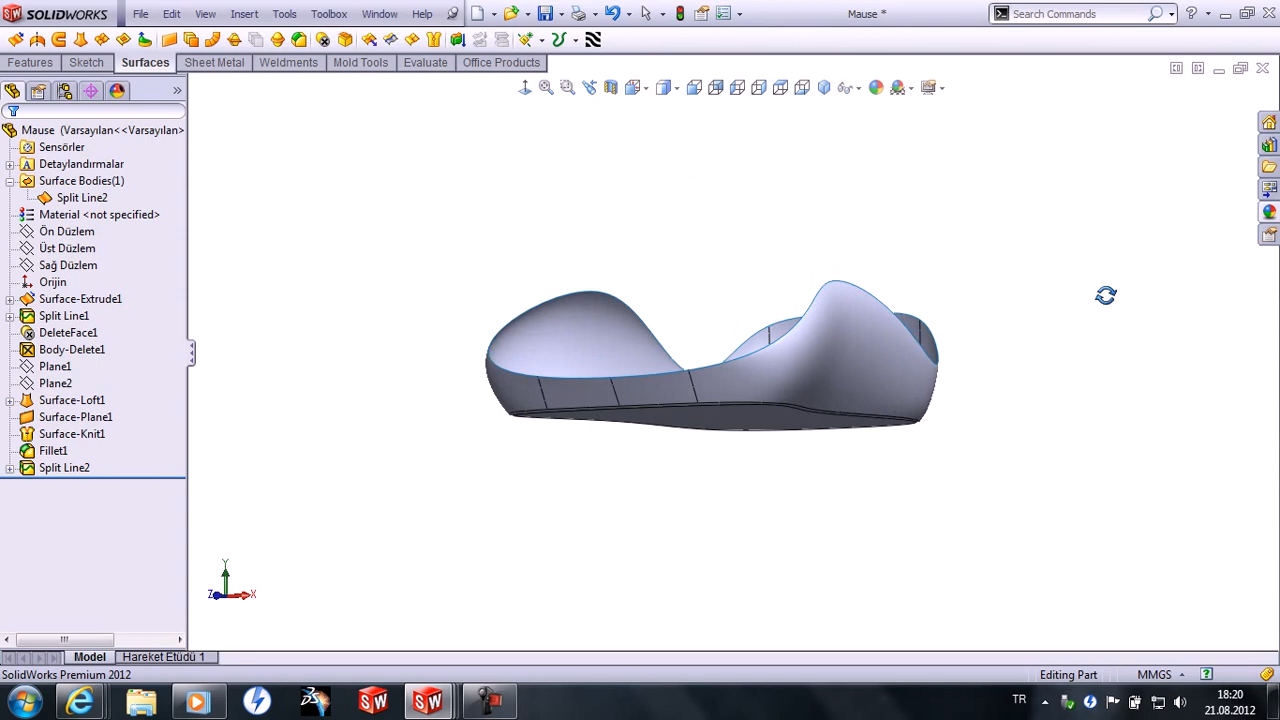 SOLIDWORKS File Edit View Insert Tools Toolbox Window Help Mause * Search Commands
Features Sketch Surfaces Sheet Metal Weldments Mold Tools Evaluate Office Products
Mause (Varsayılan<<Varsayılan>
Sensörler
Detaylandırmalar
Surface Bodies(1)
Split Line2
Material <not specified>
Ön Düzlem
Üst Düzlem
Sağ Düzlem
Orijin
Surface-Extrude1
Split Line1
DeleteFace1
Body-Delete1
Plane1
Plane2
Surface-Loft1
Surface-Plane1
Surface-Knit1
Fillet1
Split Line2
Y
Z X
Model Hareket Etüdü 1
SolidWorks Premium 2012 Editing Part MMGS
TR 18:20
21.08.2012